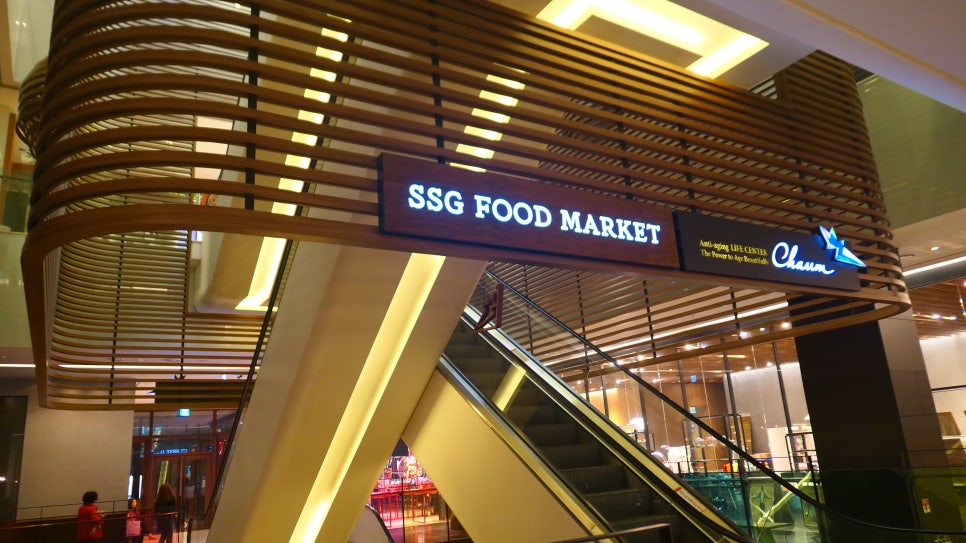 SSG FOOD MARKET
Anti-aging LIFE CENTER
The Power to Age Beautifully
Chaum